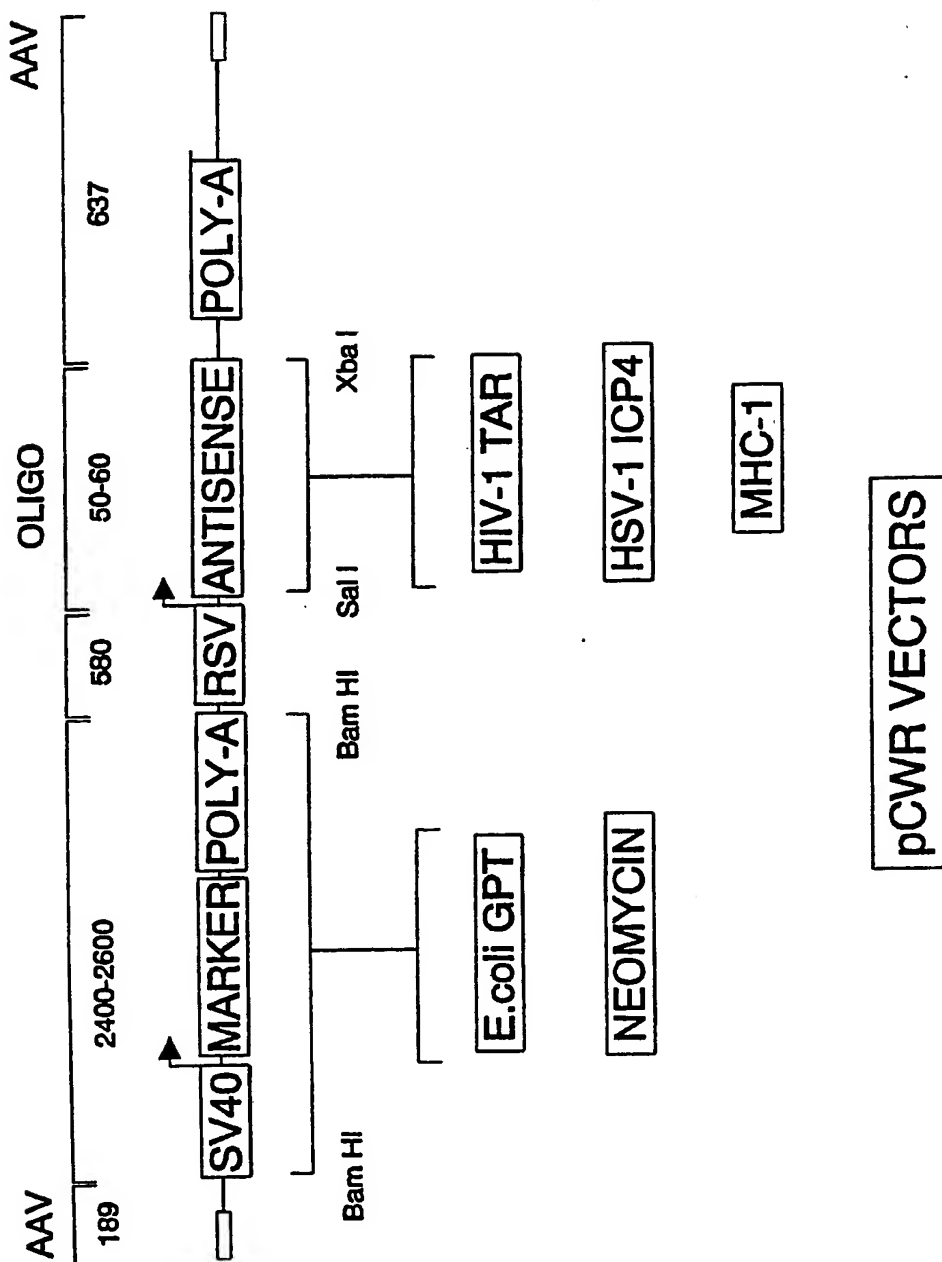 AAV OLIGO AAV
189 2400-2600 580 50-60 637
SV40 MARKER POLY-A RSV ANTISENSE POLY-A
Bam HI Bam HI Sal I Xba I
E.coli GPT HIV-1 TAR
NEOMYCIN HSV-1 ICP4
MHC-1
pCWR VECTORS